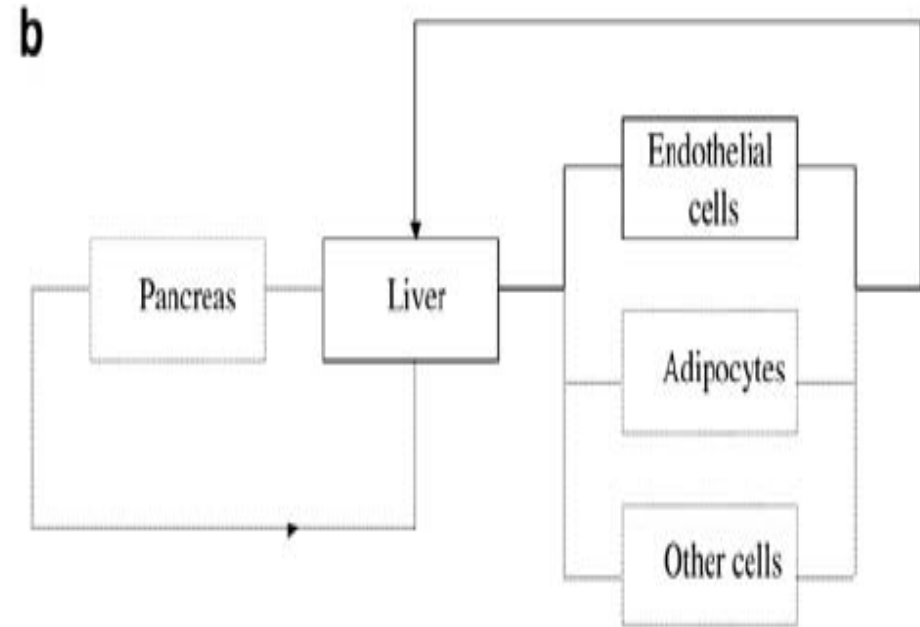 b
Endothelial
cells
Pancreas
Liver
Adipocytes
Other cells